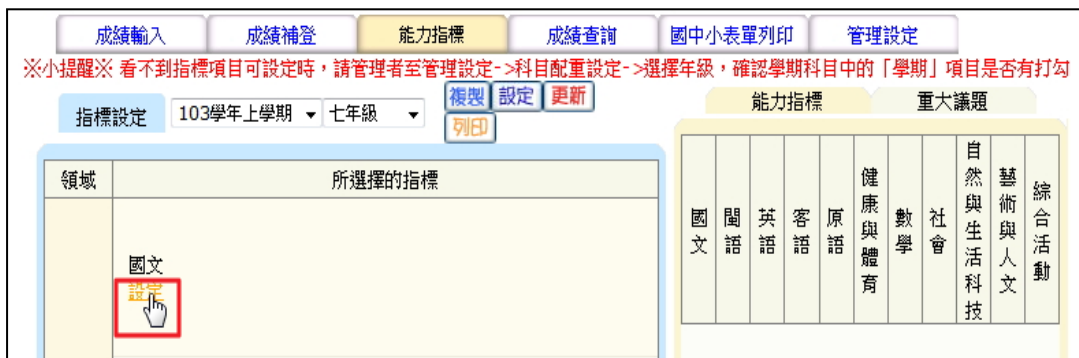 成績輸入 成績補登 能力指標 成績查詢 國中小表單列印 管理設定
※小提醒※ 看不到指標項目可設定時，請管理者至管理設定->科目配重設定->選擇年級，確認學期科目中的「學期」項目是否有打勾
指標設定 103學年上學期 七年級 複製 設定 更新
列印
能力指標 重大議題
領域 所選擇的指標
國文
設定
國文 閩語 英語 客語 原語 健康與體育 數學 社會 自然與生活科技 藝術與人文 綜合活動